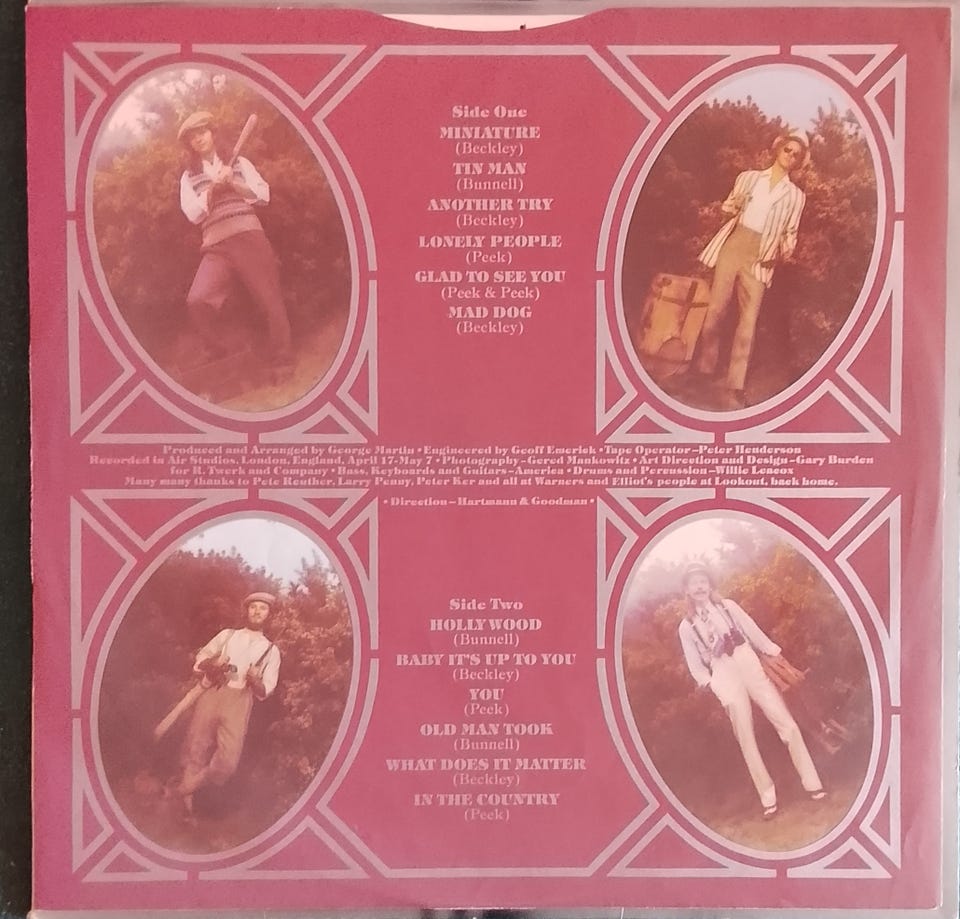 Side One
MINIATURE
(Beckley)
TIN MAN
(Bunnell)
ANOTHER TRY
(Beckley)
LONELY PEOPLE
(Peek)
GLAD TO SEE YOU
(Peek & Peek)
MAD DOG
(Beckley)
Produced and Arranged by George Martin • Engineered by Geoff Emerick • Tape Operator–Peter Henderson
Recorded in Air Studios, London, England, April 17-May 7 • Photography–Gered Mankowitz • Art Direction and Design–Gary Burden
for R. Twerk and Company • Bass, Keyboards and Guitars–America • Drums and Percussion–Willie Leacox
Many many thanks to Pete Reuther, Larry Penny, Peter Ker and all at Warners and Elliot's people at Lookout, back home.
• Direction–Hartmann & Goodman •
Side Two
HOLLYWOOD
(Bunnell)
BABY IT'S UP TO YOU
(Beckley)
YOU
(Peek)
OLD MAN TOOK
(Bunnell)
WHAT DOES IT MATTER
(Beckley)
IN THE COUNTRY
(Peek)